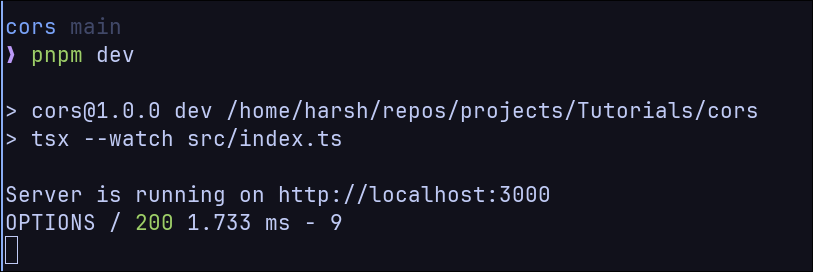 cors main
❱ pnpm dev
> cors@1.0.0 dev /home/harsh/repos/projects/Tutorials/cors
> tsx --watch src/index.ts
Server is running on http://localhost:3000
OPTIONS / 200 1.733 ms - 9